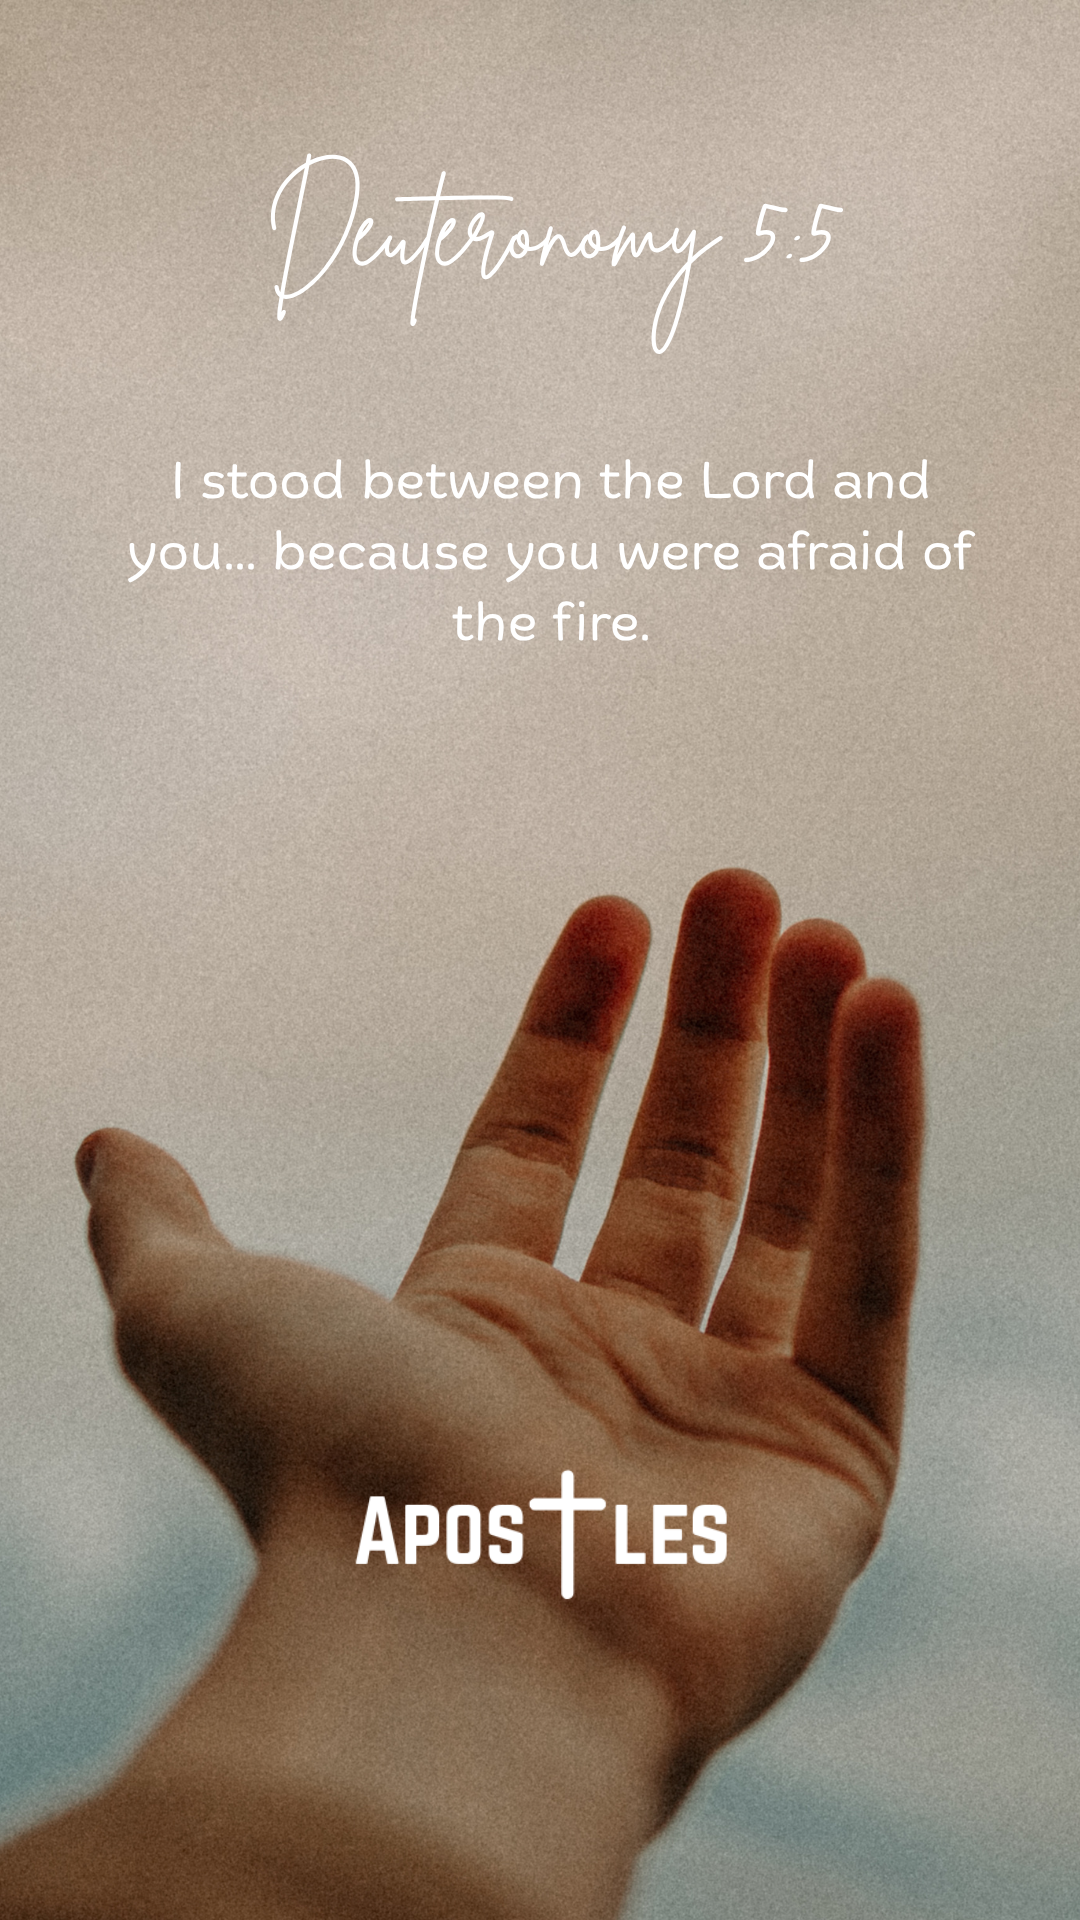 Deuteronomy 5:5
I stood between the Lord and
you... because you were afraid of
the fire.
APOSTLES